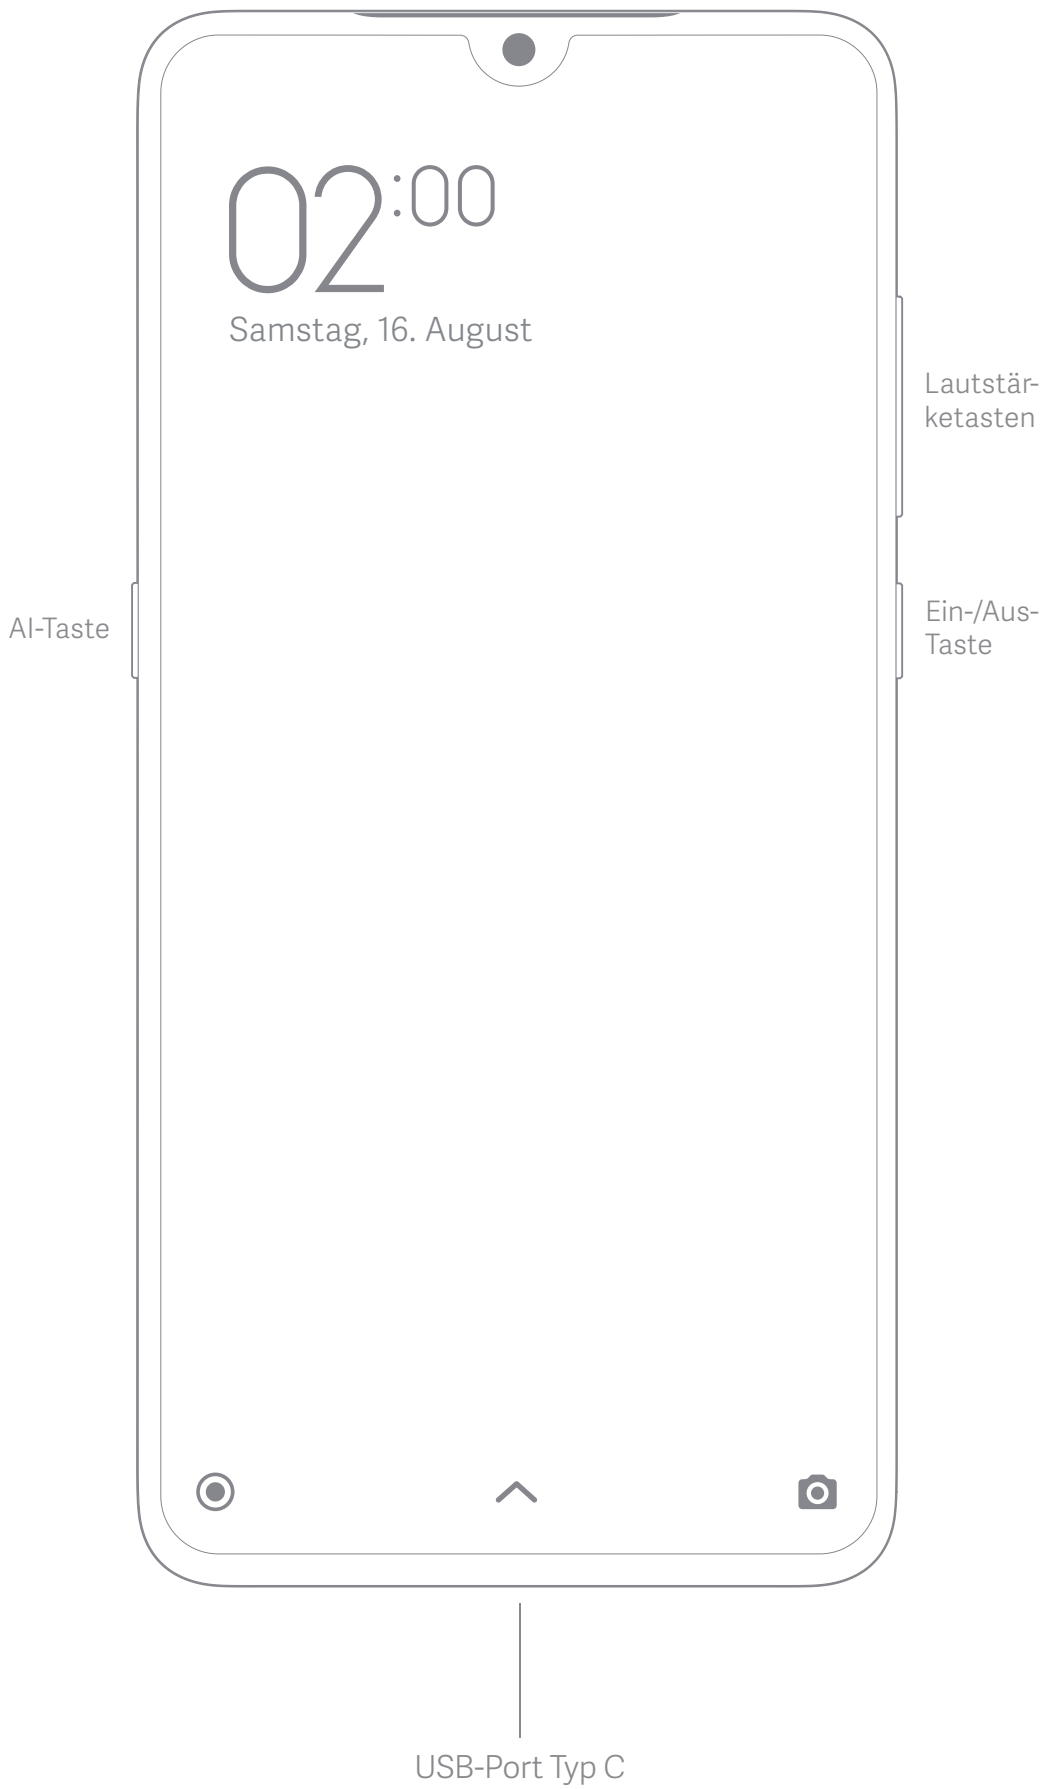 02:00
Samstag, 16. August
Lautstär-
ketasten
AI-Taste
Ein-/Aus-
Taste
USB-Port Typ C